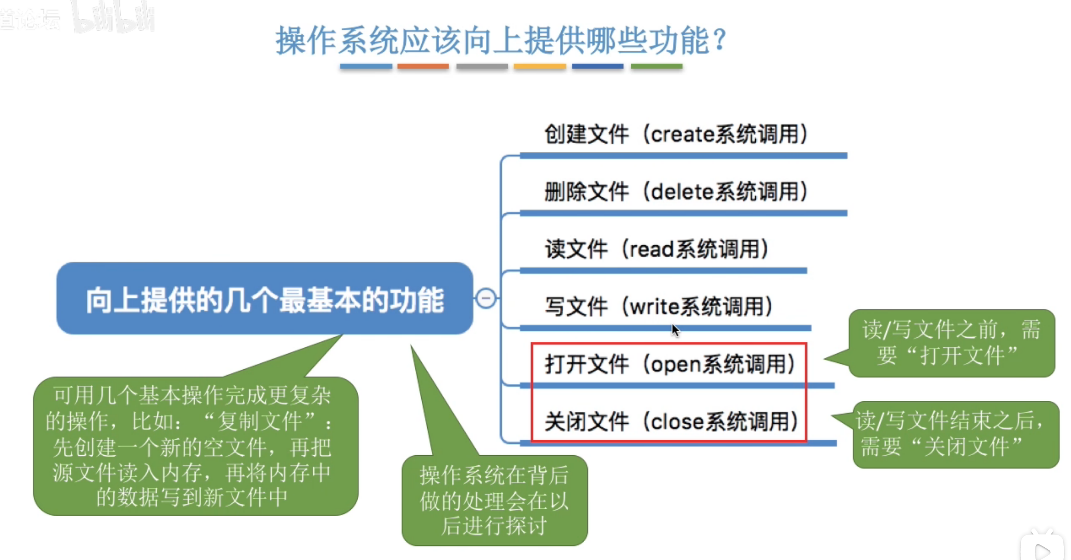 操作系统应该向上提供哪些功能？
创建文件（create系统调用）
删除文件（delete系统调用）
读文件（read系统调用）
向上提供的几个最基本的功能
写文件（write系统调用）
打开文件（open系统调用）
关闭文件（close系统调用）
读/写文件之前，需
要“打开文件”
读/写文件结束之后，
需要“关闭文件”
可用几个基本操作完成更复杂
的操作，比如：“复制文件”：
先创建一个新的空文件，再把
源文件读入内存，再将内存中
的数据写到新文件中
操作系统在背后
做的处理会在以
后进行探讨